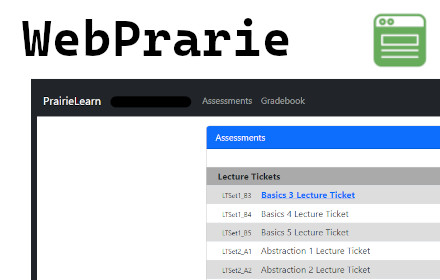 WebPrarie
PrairieLearn Assessments Gradebook
Assessments
Lecture Tickets
LTSet1_B3 Basics 3 Lecture Ticket
LTSet1_B4 Basics 4 Lecture Ticket
LTSet1_B5 Basics 5 Lecture Ticket
LTSet2_A1 Abstraction 1 Lecture Ticket
LTSet2_A2 Abstraction 2 Lecture Ticket